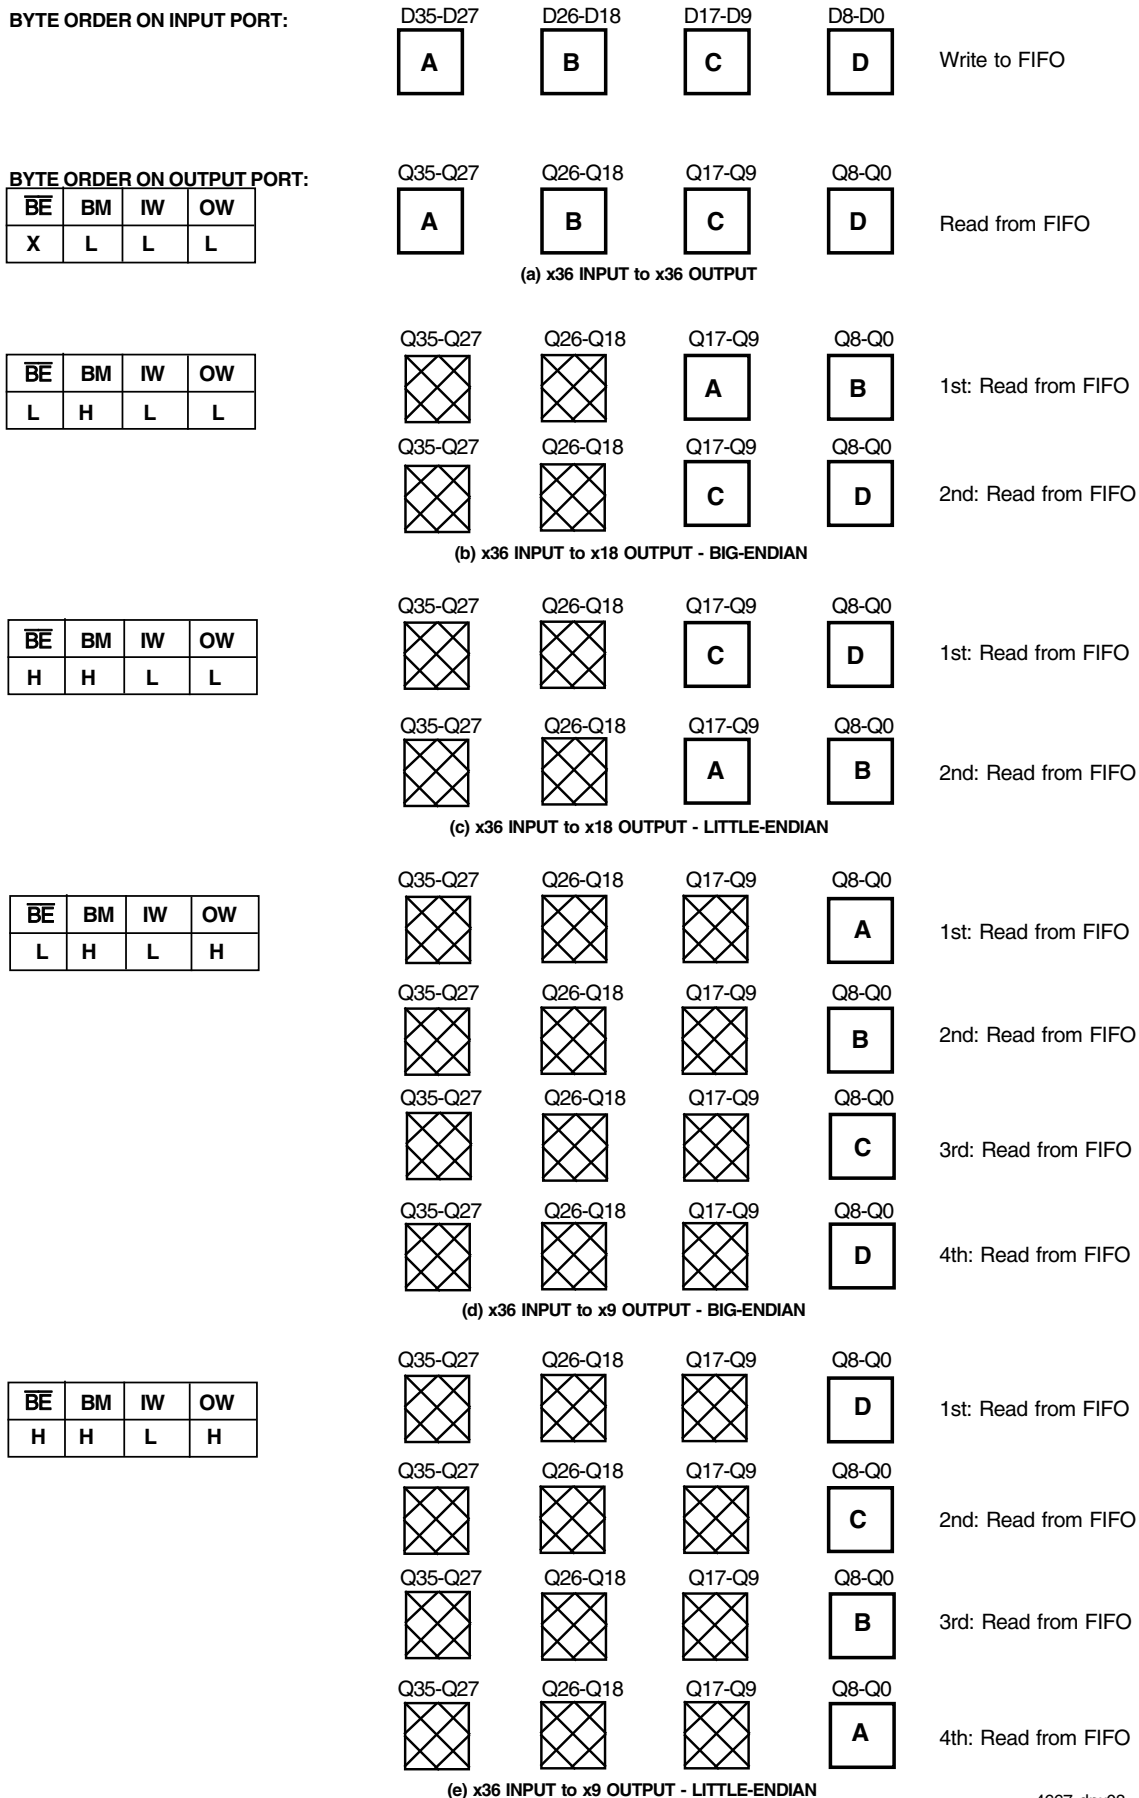 BYTE ORDER ON INPUT PORT:
D35-D27 D26-D18 D17-D9 D8-D0
A B C D Write to FIFO
BYTE ORDER ON OUTPUT PORT:
Q35-Q27 Q26-Q18 Q17-Q9 Q8-Q0
BE BM IW OW
X L L L
A B C D Read from FIFO
(a) x36 INPUT to x36 OUTPUT
Q35-Q27 Q26-Q18 Q17-Q9 Q8-Q0
BE BM IW OW
L H L L
A B 1st: Read from FIFO
Q35-Q27 Q26-Q18 Q17-Q9 Q8-Q0
C D 2nd: Read from FIFO
(b) x36 INPUT to x18 OUTPUT - BIG-ENDIAN
Q35-Q27 Q26-Q18 Q17-Q9 Q8-Q0
BE BM IW OW
H H L L
C D 1st: Read from FIFO
Q35-Q27 Q26-Q18 Q17-Q9 Q8-Q0
A B 2nd: Read from FIFO
(c) x36 INPUT to x18 OUTPUT - LITTLE-ENDIAN
Q35-Q27 Q26-Q18 Q17-Q9 Q8-Q0
BE BM IW OW
L H L H
A 1st: Read from FIFO
Q35-Q27 Q26-Q18 Q17-Q9 Q8-Q0
B 2nd: Read from FIFO
Q35-Q27 Q26-Q18 Q17-Q9 Q8-Q0
C 3rd: Read from FIFO
Q35-Q27 Q26-Q18 Q17-Q9 Q8-Q0
D 4th: Read from FIFO
(d) x36 INPUT to x9 OUTPUT - BIG-ENDIAN
Q35-Q27 Q26-Q18 Q17-Q9 Q8-Q0
BE BM IW OW
H H L H
D 1st: Read from FIFO
Q35-Q27 Q26-Q18 Q17-Q9 Q8-Q0
C 2nd: Read from FIFO
Q35-Q27 Q26-Q18 Q17-Q9 Q8-Q0
B 3rd: Read from FIFO
Q35-Q27 Q26-Q18 Q17-Q9 Q8-Q0
A 4th: Read from FIFO
(e) x36 INPUT to x9 OUTPUT - LITTLE-ENDIAN